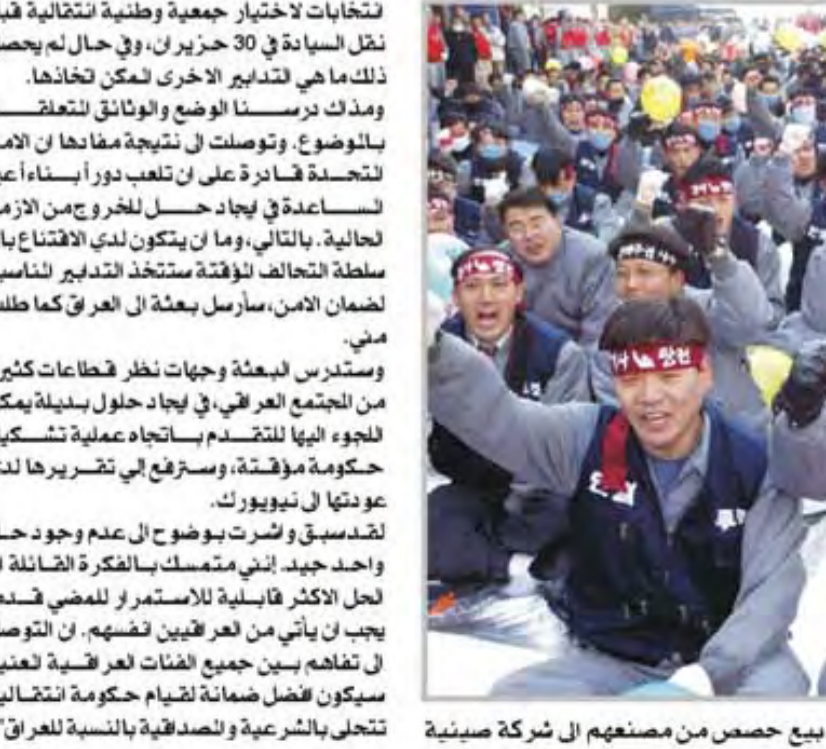 انتخابات لاختيار جمعية وطنية انتقالية قبل
نقل السيادة في 30 حزيران، وفي حال لم يحصل
ذلك ما هي التدابير الاخرى الممكن اتخاذها.
ومذاك درسنا الوضع والوثائق المتعلقة
بالموضوع. وتوصلت الى نتيجة مفادها ان الامم
المتحدة قادرة على ان تلعب دوراً بناءاً عبر
المساعدة في ايجاد حل للخروج من الازمة
الحالية. بالتالي، وما ان يتكون لدي الاقتناع بان
سلطة التحالف المؤقتة ستتخذ التدابير المناسبة
لضمان الامن، سأرسل بعثة الى العراق كما طلب
مني.
وستدرس البعثة وجهات نظر قطاعات كثيرة
من المجتمع العراقي، في ايجاد حلول بديلة يمكن
اللجوء اليها للتقدم باتجاه عملية تشكيل
حكومة مؤقتة، وسترفع إلي تقريرها لدى
عودتها الى نيويورك.
لقد سبق واشرت بوضوح الى عدم وجود حل
واحد جيد. إنني متمسك بالفكرة القائلة
الحل الاكثر قابلية للاستمرار للمضي قدم
يجب ان يأتي من العراقيين انفسهم. ان التوصل
الى تفاهم بين جميع الفئات العراقية المعنية
سيكون افضل ضمانة لقيام حكومة انتقالية
تتحلى بالشرعية والمصداقية بالنسبة للعراق"
بيع حصص من مصنعهم الى شركة صينية